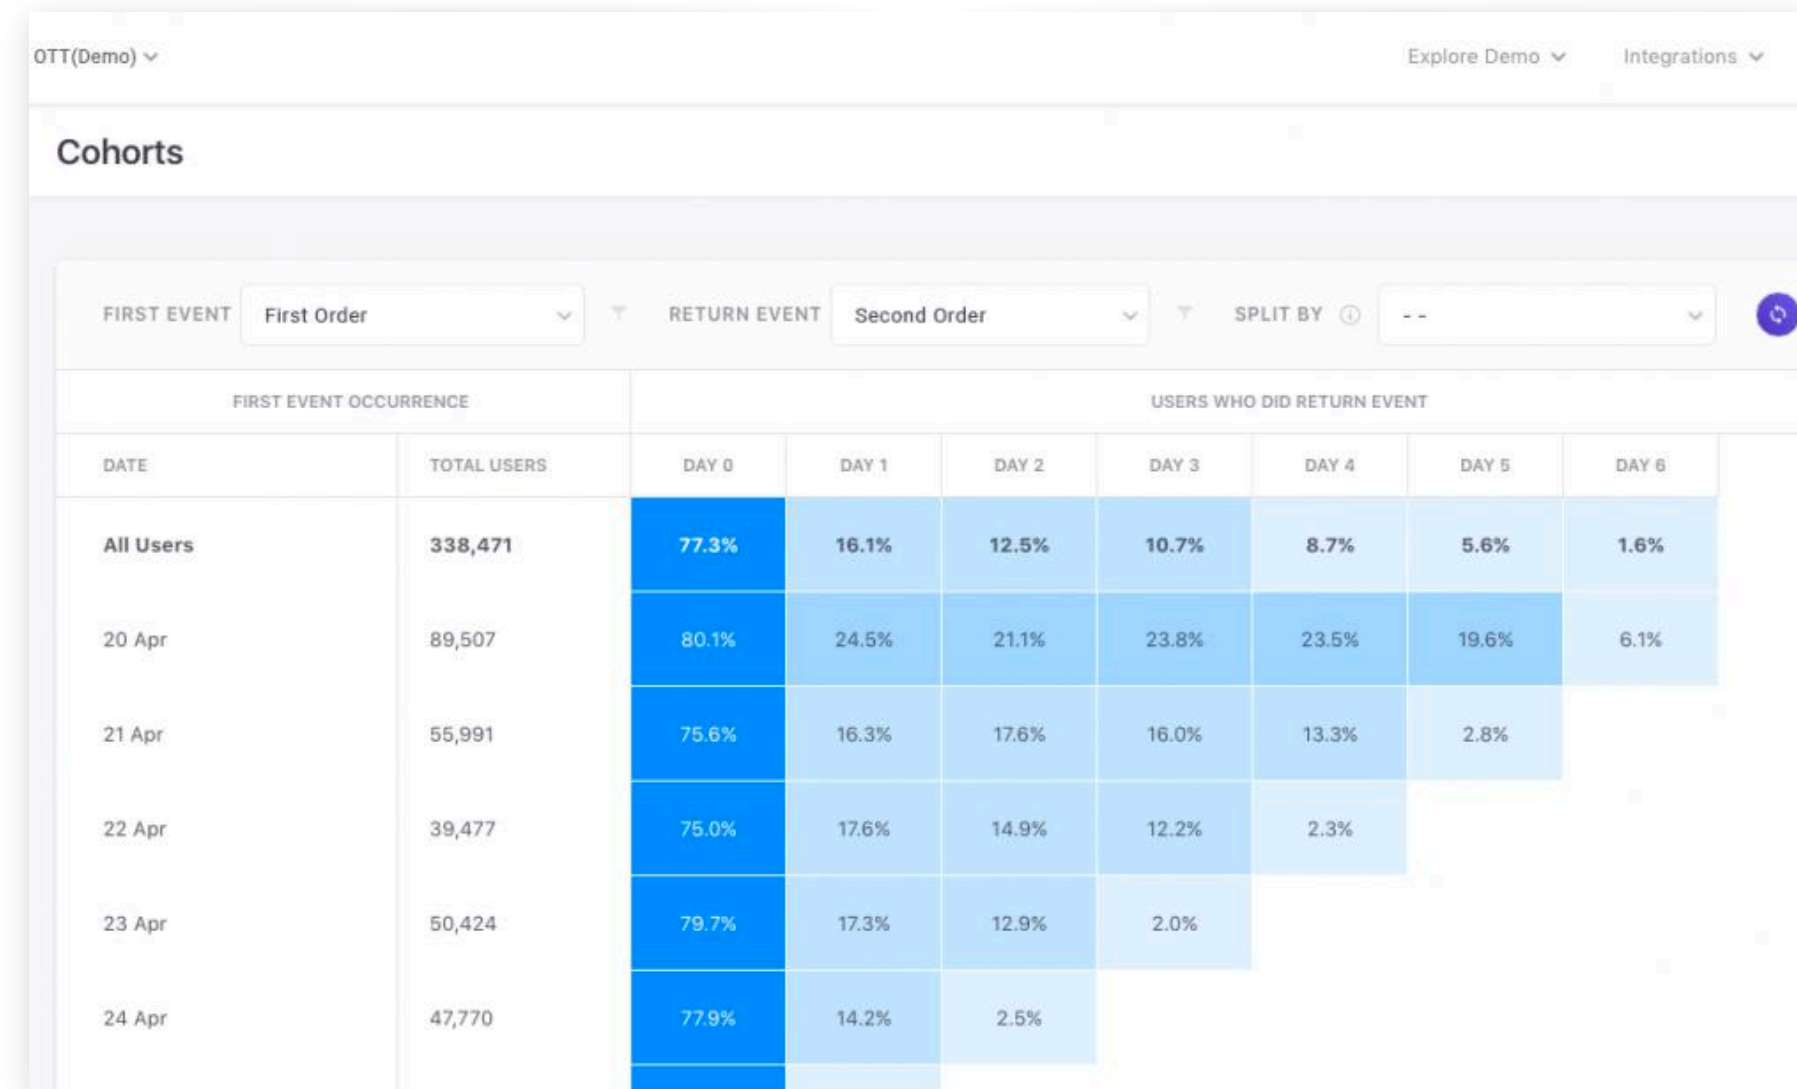 OTT(Demo) Explore Demo Integrations
Cohorts
FIRST EVENT First Order RETURN EVENT Second Order SPLIT BY - -
FIRST EVENT OCCURRENCE USERS WHO DID RETURN EVENT
DATE TOTAL USERS DAY 0 DAY 1 DAY 2 DAY 3 DAY 4 DAY 5 DAY 6
All Users 338,471 77.3% 16.1% 12.5% 10.7% 8.7% 5.6% 1.6%
20 Apr 89,507 80.1% 24.5% 21.1% 23.8% 23.5% 19.6% 6.1%
21 Apr 55,991 75.6% 16.3% 17.6% 16.0% 13.3% 2.8%
22 Apr 39,477 75.0% 17.6% 14.9% 12.2% 2.3%
23 Apr 50,424 79.7% 17.3% 12.9% 2.0%
24 Apr 47,770 77.9% 14.2% 2.5%